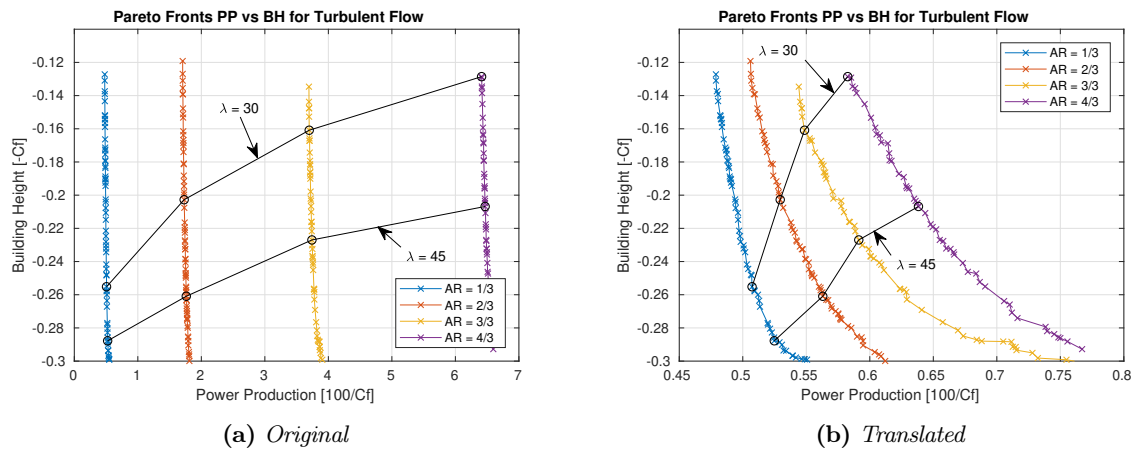 Pareto Fronts PP vs BH for Turbulent Flow
Building Height [-Cf]
-0.12
-0.14
-0.16
-0.18
-0.2
-0.22
-0.24
-0.26
-0.28
-0.3
λ = 30
λ = 45
AR = 1/3
AR = 2/3
AR = 3/3
AR = 4/3
0 1 2 3 4 5 6 7
Power Production [100/Cf]
(a) Original
Pareto Fronts PP vs BH for Turbulent Flow
Building Height [-Cf]
-0.12
-0.14
-0.16
-0.18
-0.2
-0.22
-0.24
-0.26
-0.28
-0.3
λ = 30
AR = 1/3
AR = 2/3
AR = 3/3
AR = 4/3
λ = 45
0.45 0.5 0.55 0.6 0.65 0.7 0.75 0.8
Power Production [100/Cf]
(b) Translated